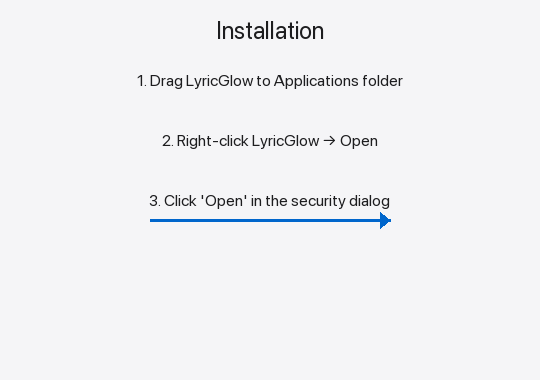 Installation
1. Drag LyricGlow to Applications folder
2. Right-click LyricGlow → Open
3. Click 'Open' in the security dialog